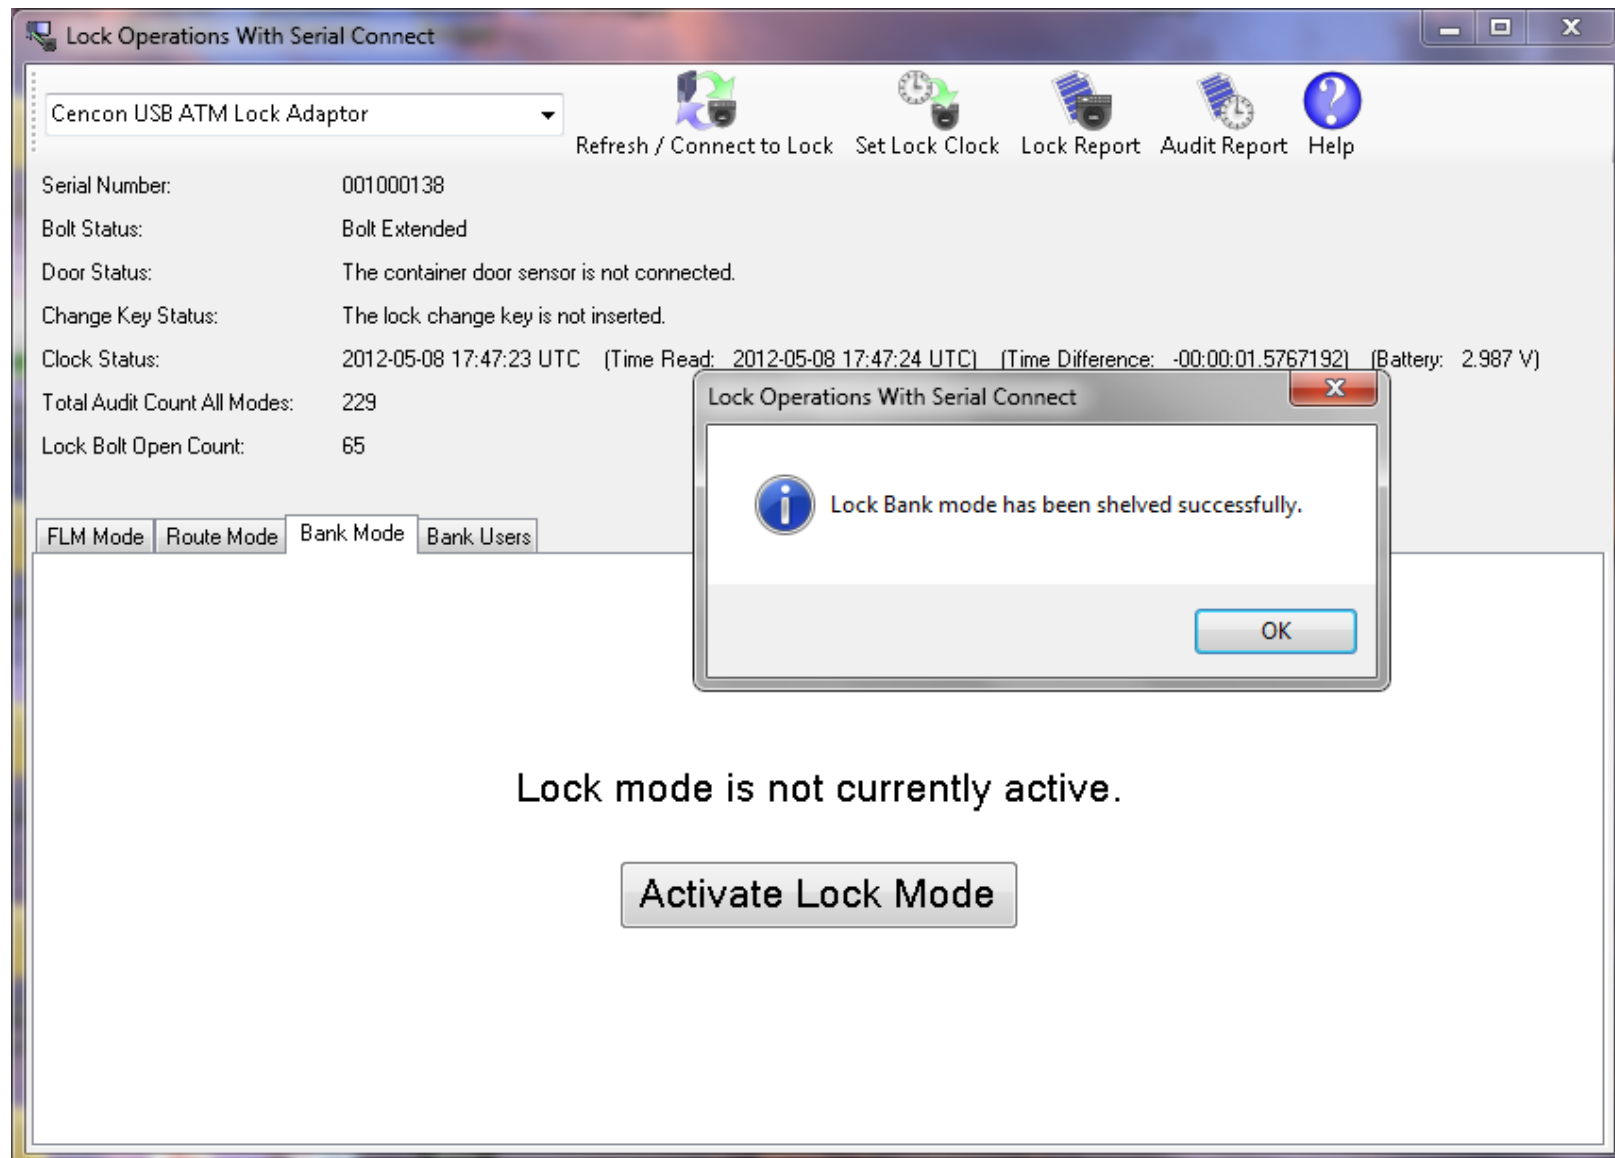 Lock Operations With Serial Connect
Cencon USB ATM Lock Adaptor
Refresh / Connect to Lock Set Lock Clock Lock Report Audit Report Help
Serial Number: 001000138
Bolt Status: Bolt Extended
Door Status: The container door sensor is not connected.
Change Key Status: The lock change key is not inserted.
Clock Status: 2012-05-08 17:47:23 UTC (Time Read: 2012-05-08 17:47:24 UTC) (Time Difference: -00:00:01.5767192) (Battery: 2.987 V)
Total Audit Count All Modes: 229
Lock Bolt Open Count: 65
Lock Operations With Serial Connect
Lock Bank mode has been shelved successfully.
OK
FLM Mode Route Mode Bank Mode Bank Users
Lock mode is not currently active.
Activate Lock Mode